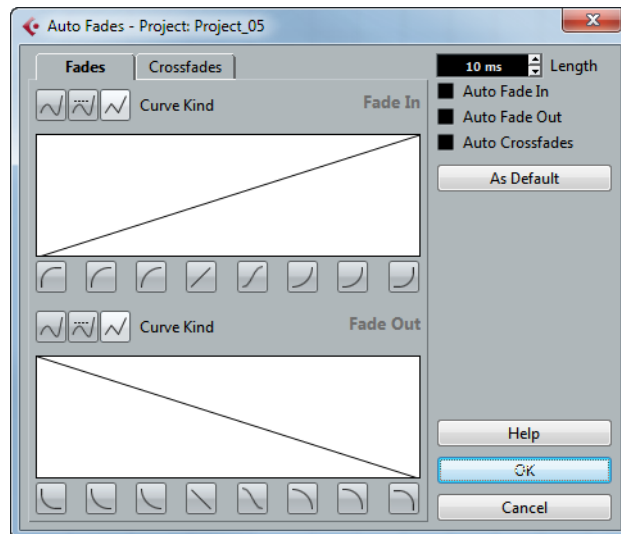 Auto Fades - Project: Project_05
Fades
Crossfades
10 ms
Length
Curve Kind
Fade In
Auto Fade In
Auto Fade Out
Auto Crossfades
As Default
Curve Kind
Fade Out
Help
OK
Cancel